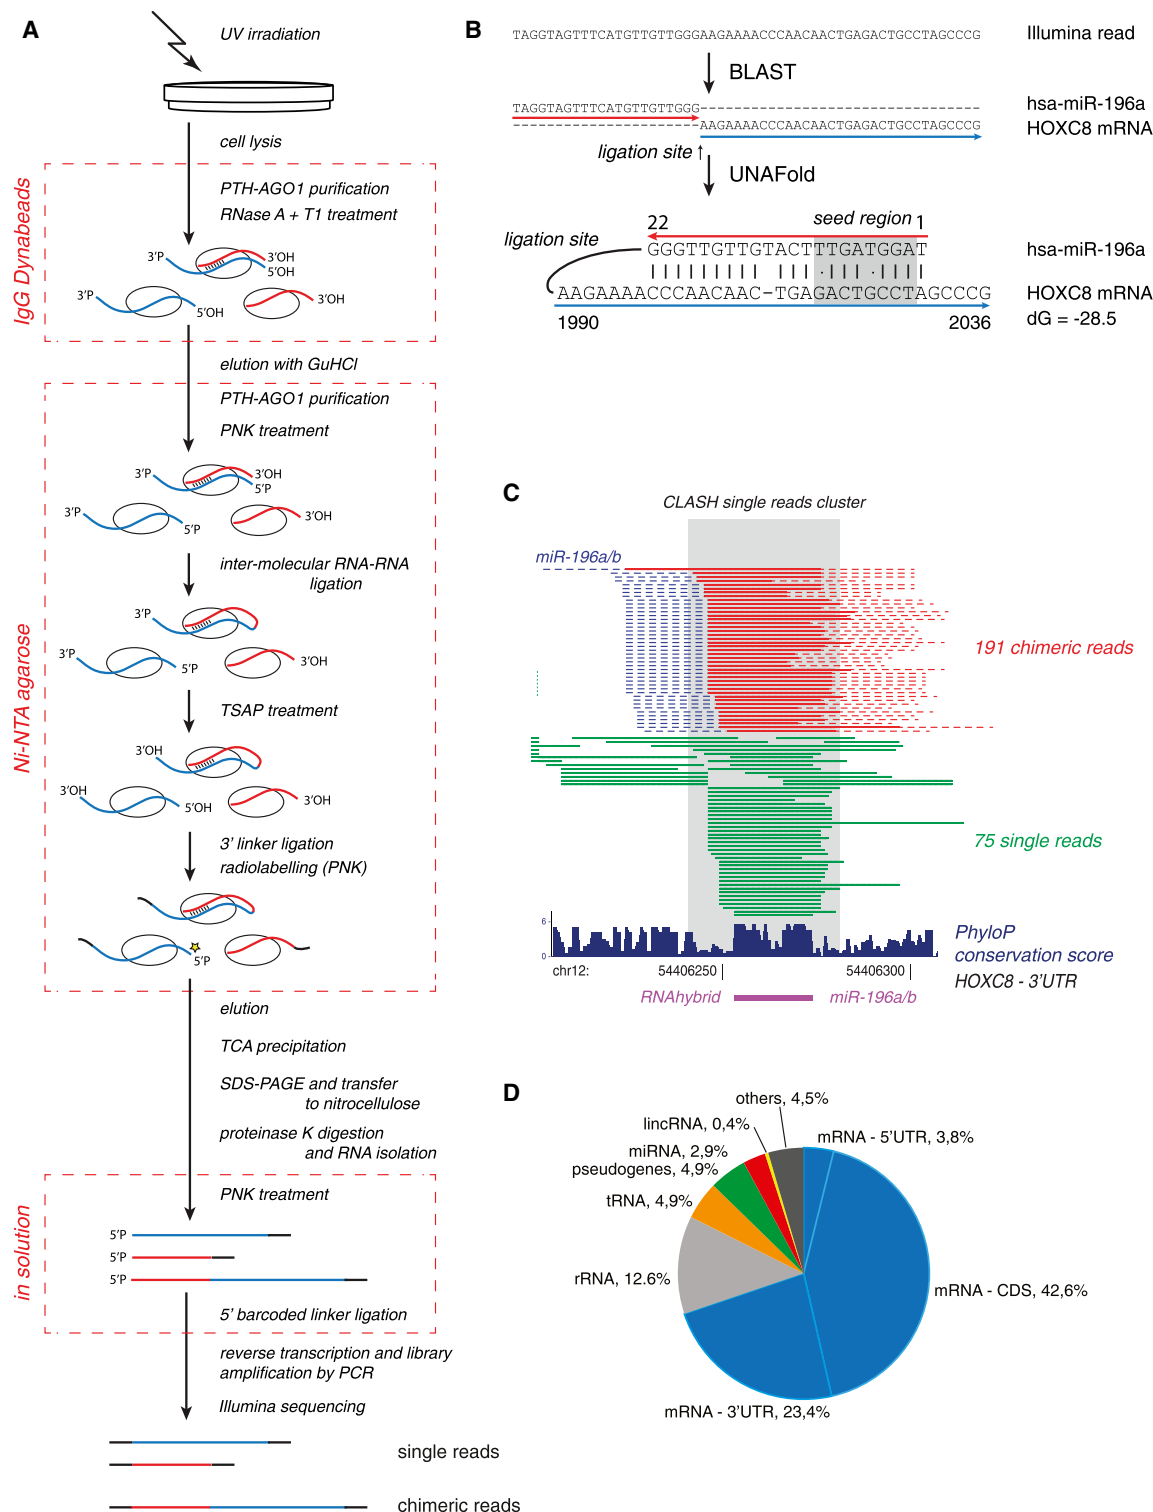 A
UV irradiation
cell lysis
IgG Dynabeads
PTH-AGO1 purification
RNase A + T1 treatment
3'P
3'OH
5'OH
3'P
5'OH
3'OH
elution with GuHCl
Ni-NTA agarose
PTH-AGO1 purification
PNK treatment
3'P
3'OH
5'P
3'P
5'P
3'OH
inter-molecular RNA-RNA
ligation
3'P
3'P
5'P
3'OH
TSAP treatment
3'OH
3'OH
5'OH
3'OH
3' linker ligation
radiolabelling (PNK)
5'P
elution
TCA precipitation
SDS-PAGE and transfer
to nitrocellulose
proteinase K digestion
and RNA isolation
in solution
PNK treatment
5'P
5'P
5'P
5' barcoded linker ligation
reverse transcription and library
amplification by PCR
Illumina sequencing
single reads
chimeric reads
B
TAGGTAGTTTCATGTTGTTGGGAAGAAAACCCAACAACTGAGACTGCCTAGCCCG Illumina read
BLAST
TAGGTAGTTTCATGTTGTTGGG--------------------------------- hsa-miR-196a
----------------------AAGAAAACCCAACAACTGAGACTGCCTAGCCCG HOXC8 mRNA
ligation site ↑
UNAFold
22 seed region 1
ligation site
GGGTTGTTGTACTTTGATGGAT hsa-miR-196a
AAGAAAACCCAACAAC-TGAGACTGCCTAGCCCG HOXC8 mRNA
1990 2036 dG = -28.5
C
CLASH single reads cluster
miR-196a/b
191 chimeric reads
75 single reads
6
0
PhyloP
conservation score
chr12: 54406250 54406300
HOXC8 - 3'UTR
RNAhybrid miR-196a/b
D
others, 4,5%
lincRNA, 0,4%
mRNA - 5'UTR, 3,8%
miRNA, 2,9%
pseudogenes, 4,9%
tRNA, 4,9%
rRNA, 12.6%
mRNA - CDS, 42,6%
mRNA - 3'UTR, 23,4%